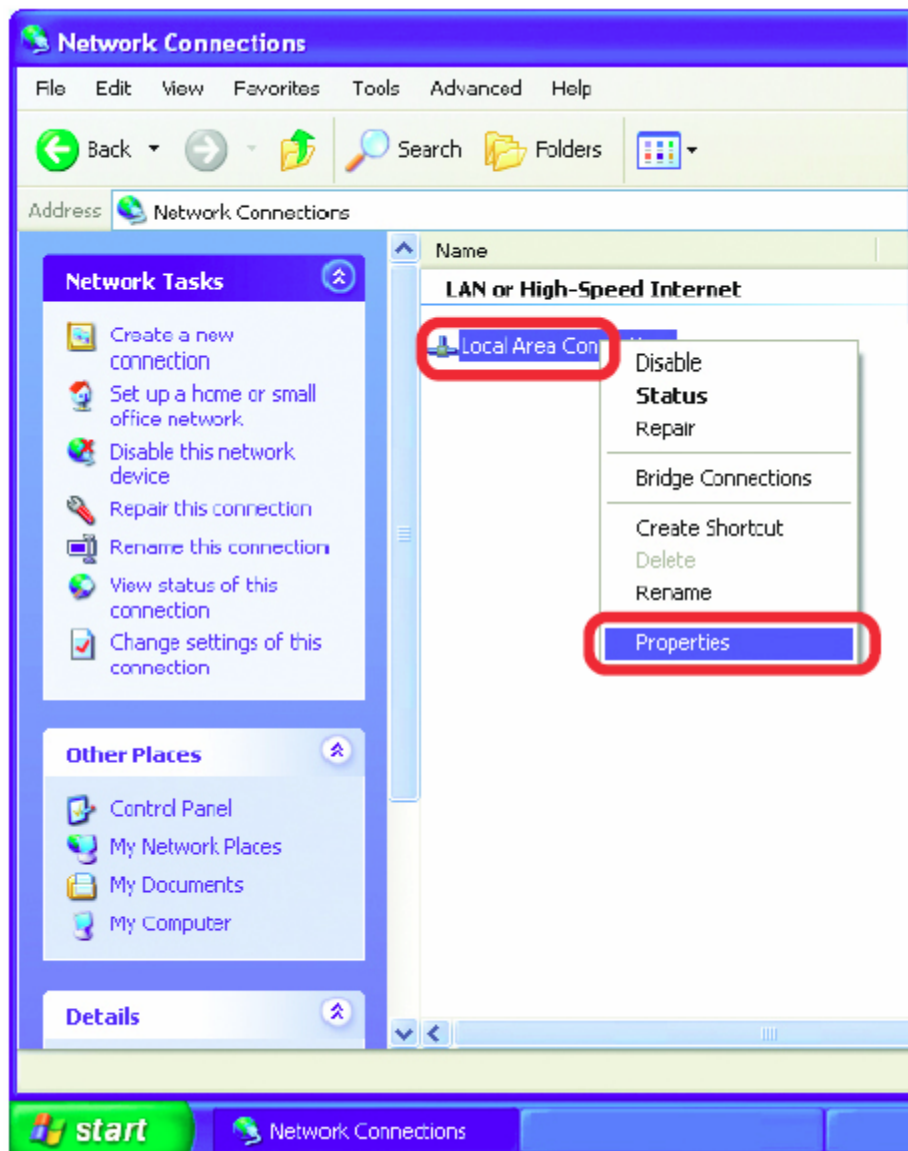 Network Connections
File Edit View Favorites Tools Advanced Help
Back Search Folders
Address Network Connections
Network Tasks
Create a new
connection
Set up a home or small
office network
Disable this network
device
Repair this connection
Rename this connection
View status of this
connection
Change settings of this
connection
Other Places
Control Panel
My Network Places
My Documents
My Computer
Details
Name
LAN or High-Speed Internet
Local Area Con
Disable
Status
Repair
Bridge Connections
Create Shortcut
Delete
Rename
Properties
start Network Connections